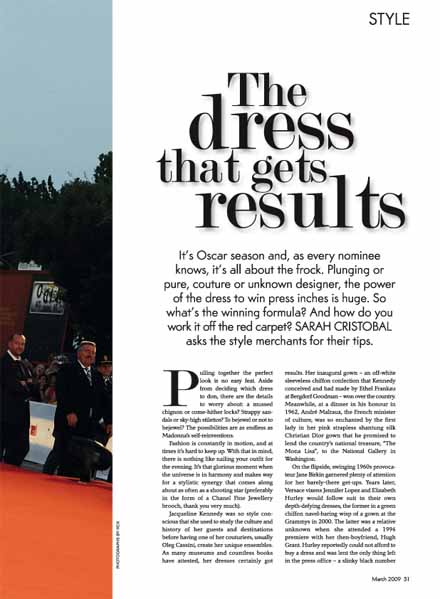 STYLE
The
dress
that gets
results
It's Oscar season and, as every nominee
knows, it's all about the frock. Plunging or
pure, couture or unknown designer, the power
of the dress to win press inches is huge. So
what's the winning formula? And how do you
work it off the red carpet? SARAH CRISTOBAL
asks the style merchants for their tips.
Pulling together the perfect
look is no easy feat. Aside
from deciding which dress
to don, there are the details
to worry about: a mussed
chignon or come-hither locks? Strappy san-
dals or sky-high stilettos? To bejewel or not to
bejewel? The possibilities are as endless as
Madonna's self-reinventions.
Fashion is constantly in motion, and at
times it's hard to keep up. With that in mind,
there is nothing like nailing your outfit for
the evening. It's that glorious moment when
the universe is in harmony and makes way
for a stylistic synergy that comes along
about as often as a shooting star (preferably
in the form of a Chanel Fine Jewellery
brooch, thank you very much).
Jacqueline Kennedy was so style con-
scious that she used to study the culture and
history of her guests and destinations
before having one of her couturiers, usually
Oleg Cassini, create her unique ensembles.
As many museums and countless books
have attested, her dresses certainly got
results. Her inaugural gown – an off-white
sleeveless chiffon confection that Kennedy
conceived and had made by Ethel Frankau
at Bergdorf Goodman – won over the country.
Meanwhile, at a dinner in his honour in
1962, André Malraux, the French minister
of culture, was so enchanted by the first
lady in her pink strapless shantung silk
Christian Dior gown that he promised to
lend the country's national treasure, "The
Mona Lisa", to the National Gallery in
Washington.
On the flipside, swinging 1960s provoca-
teur Jane Birkin garnered plenty of attention
for her barely-there get-ups. Years later,
Versace vixens Jennifer Lopez and Elizabeth
Hurley would follow suit in their own
depth-defying dresses, the former in a green
chiffon navel-baring wisp of a gown at the
Grammys in 2000. The latter was a relative
unknown when she attended a 1994
premiere with her then-boyfriend, Hugh
Grant. Hurley reportedly could not afford to
buy a dress and was lent the only thing left
in the press office – a slinky black number
PHOTOGRAPHS BY
March 2009 31